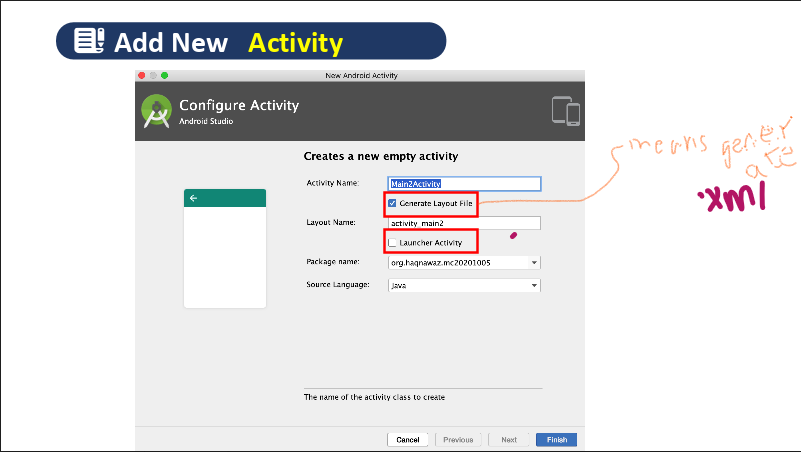 Add New Activity
New Android Activity
Configure Activity
Android Studio
Creates a new empty activity
Activity Name: Main2Activity
Generate Layout File
Layout Name: activity_main2
Launcher Activity
Package name: org.haqnawaz.mc20201005
Source Language: Java
The name of the activity class to create
Cancel Previous Next Finish
means gener
ate
.xml